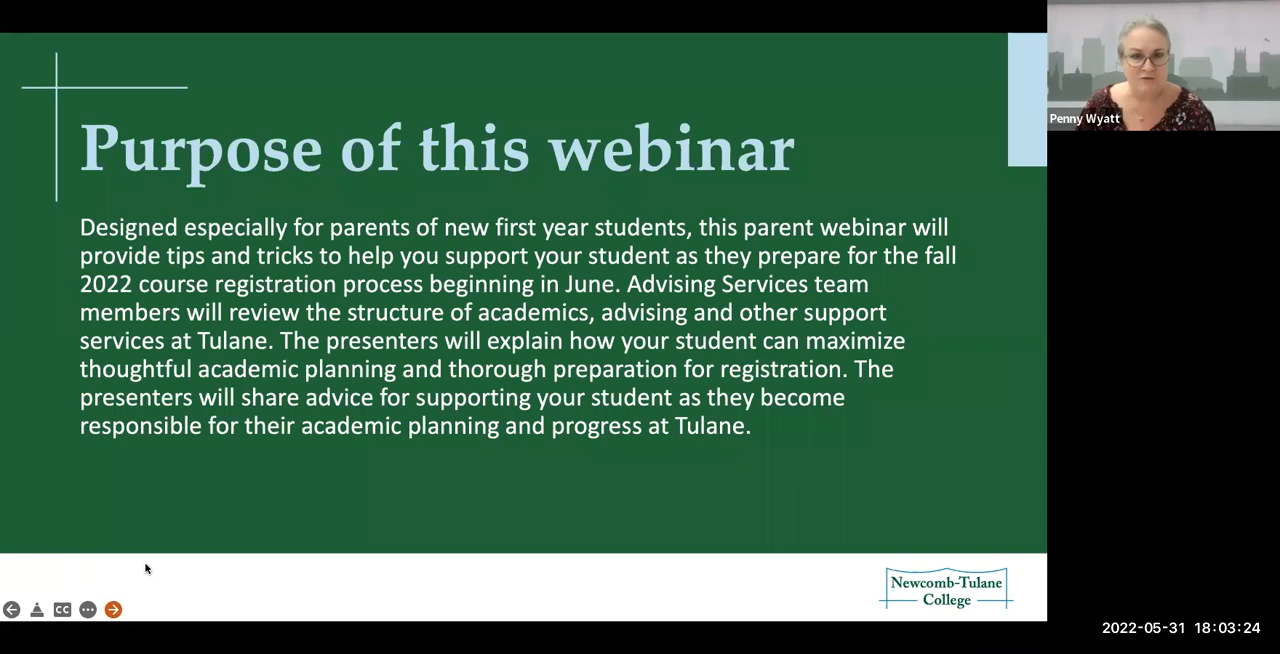 Purpose of this webinar
Designed especially for parents of new first year students, this parent webinar will
provide tips and tricks to help you support your student as they prepare for the fall
2022 course registration process beginning in June. Advising Services team
members will review the structure of academics, advising and other support
services at Tulane. The presenters will explain how your student can maximize
thoughtful academic planning and thorough preparation for registration. The
presenters will share advice for supporting your student as they become
responsible for their academic planning and progress at Tulane.
Penny Wyatt
CC
Newcomb-Tulane
College
2022-05-31 18:03:24